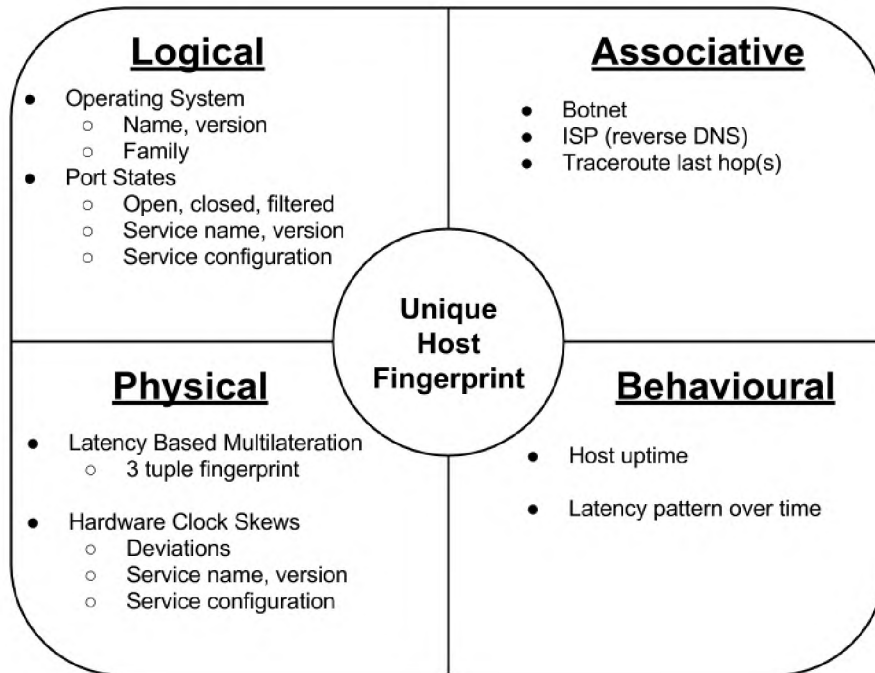 Logical
● Operating System
○ Name, version
○ Family
● Port States
○ Open, closed, filtered
○ Service name, version
○ Service configuration
Associative
● Botnet
● ISP (reverse DNS)
● Traceroute last hop(s)
Unique
Host
Fingerprint
Physical
● Latency Based Multilateration
○ 3 tuple fingerprint
● Hardware Clock Skews
○ Deviations
○ Service name, version
○ Service configuration
Behavioural
● Host uptime
● Latency pattern over time